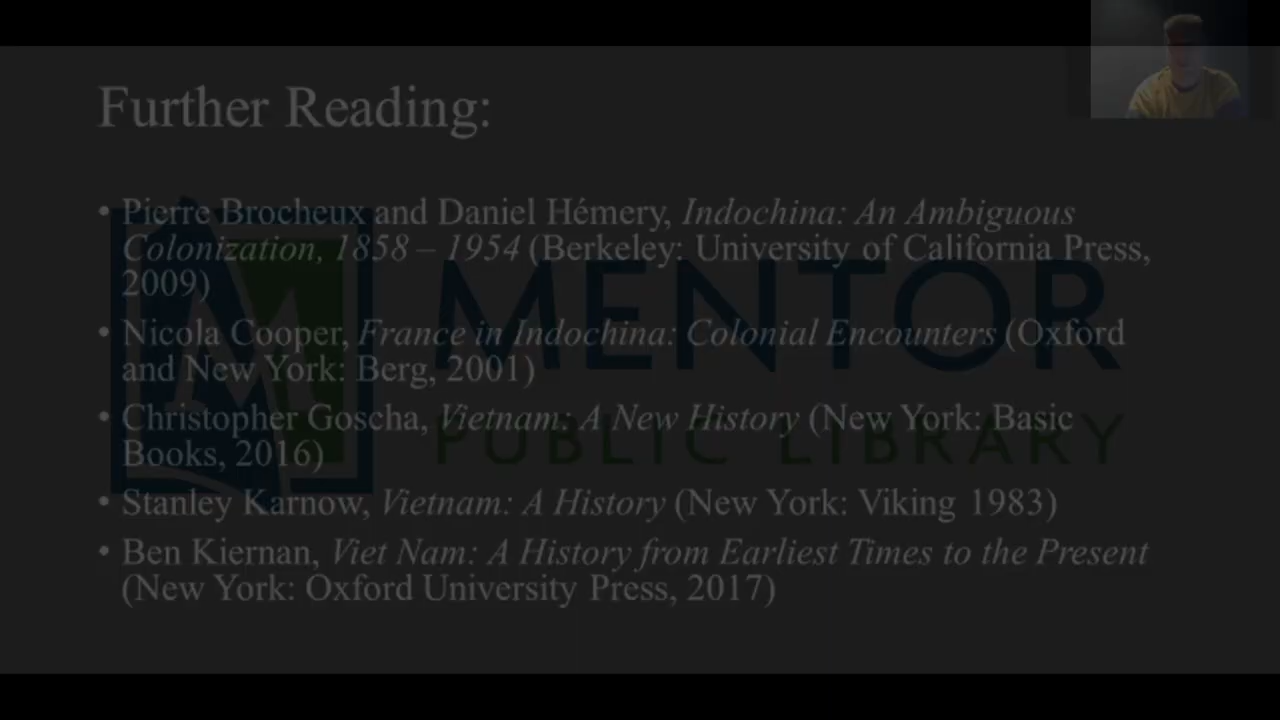 Further Reading:
• Pierre Brocheux and Daniel Hémery, Indochina: An Ambiguous
Colonization, 1858 – 1954 (Berkeley: University of California Press,
2009)
• Nicola Cooper, France in Indochina: Colonial Encounters (Oxford
and New York: Berg, 2001)
• Christopher Goscha, Vietnam: A New History (New York: Basic
Books, 2016)
• Stanley Karnow, Vietnam: A History (New York: Viking 1983)
• Ben Kiernan, Viet Nam: A History from Earliest Times to the Present
(New York: Oxford University Press, 2017)
M
MENTOR
PUBLIC LIBRARY